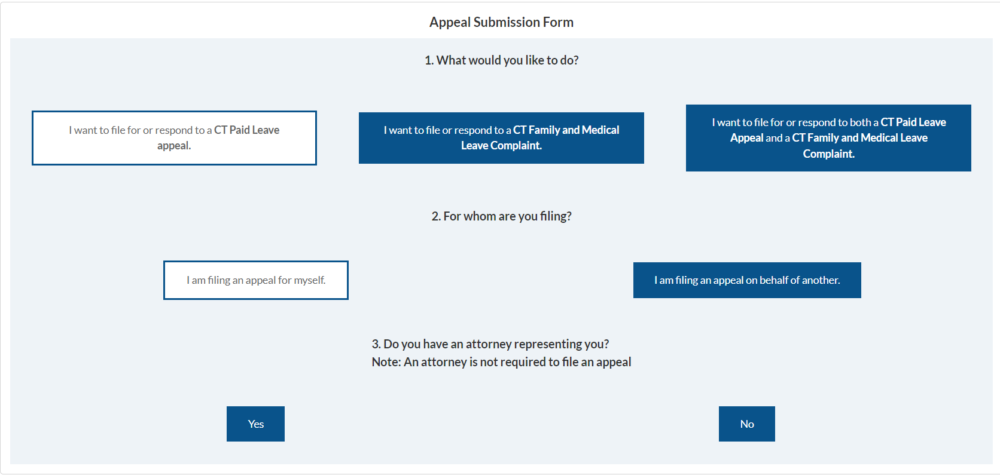 Appeal Submission Form
1. What would you like to do?
I want to file for or respond to a CT Paid Leave
appeal.
I want to file or respond to a CT Family and Medical
Leave Complaint.
I want to file for or respond to both a CT Paid Leave
Appeal and a CT Family and Medical Leave
Complaint.
2. For whom are you filing?
I am filing an appeal for myself.
I am filing an appeal on behalf of another.
3. Do you have an attorney representing you?
Note: An attorney is not required to file an appeal
Yes
No